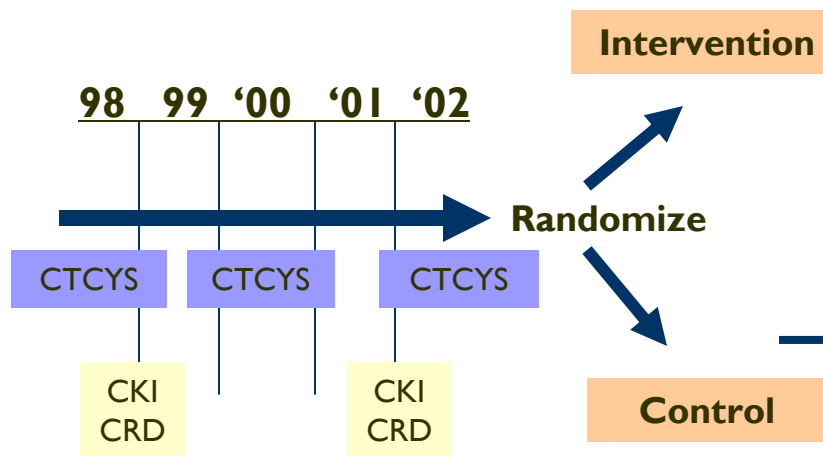 Intervention
98 99 ‘00 ‘01 ‘02
Randomize
CTCYS CTCYS CTCYS
CKI CKI
CRD CRD
Control